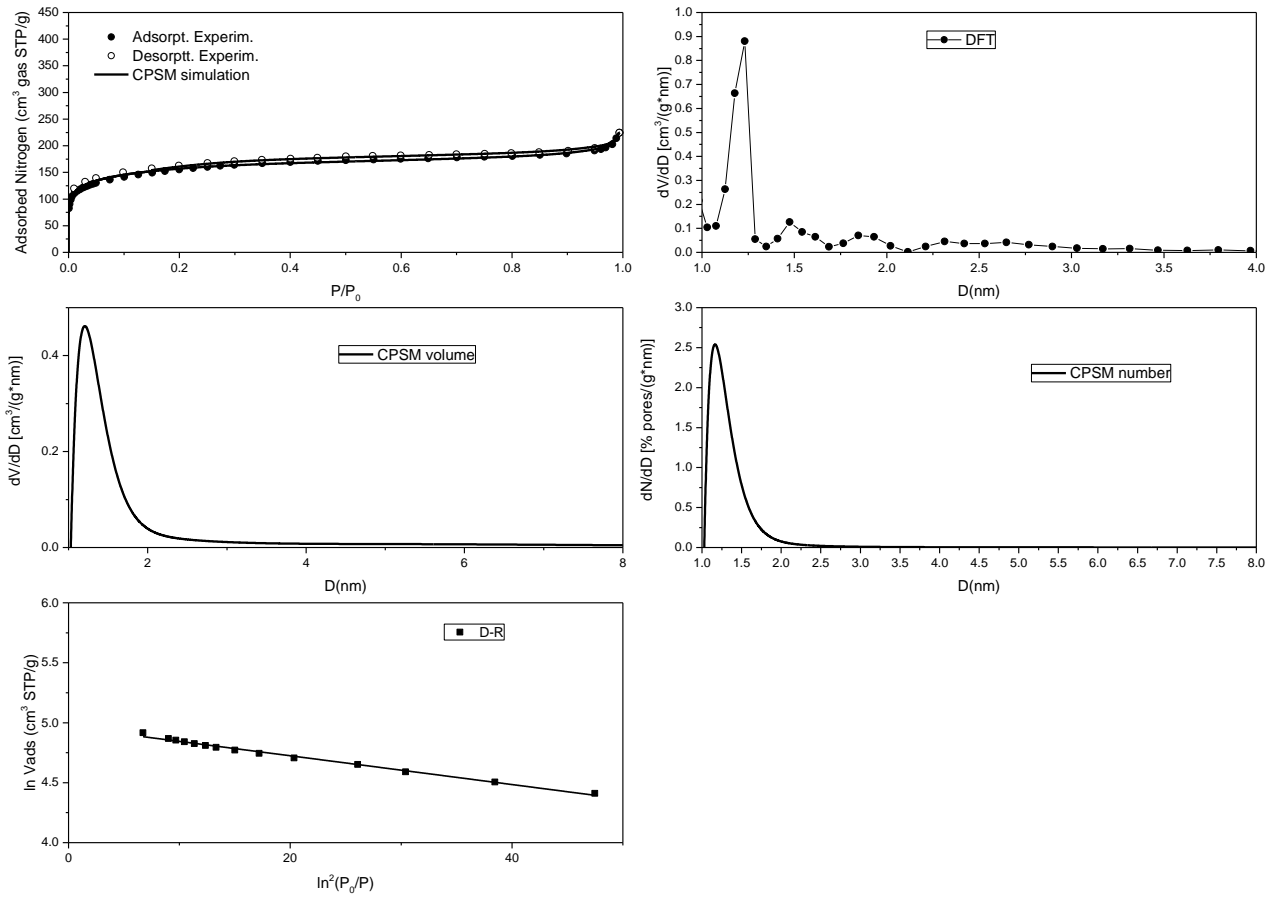 Adsorbed Nitrogen (cm³ gas STP/g)
450
400
350
300
250
200
150
100
50
0
Adsorpt. Experim.
Desorptt. Experim.
CPSM simulation
0.0 0.2 0.4 0.6 0.8 1.0
P/P₀
dV/dD [cm³/(g*nm)]
1.0
0.9
0.8
0.7
0.6
0.5
0.4
0.3
0.2
0.1
0.0
DFT
1.0 1.5 2.0 2.5 3.0 3.5 4.0
D(nm)
dV/dD [cm³/(g*nm)]
0.4
0.2
0.0
CPSM volume
2 4 6 8
D(nm)
dN/dD [% pores/(g*nm)]
3.0
2.5
2.0
1.5
1.0
0.5
0.0
CPSM number
1.0 1.5 2.0 2.5 3.0 3.5 4.0 4.5 5.0 5.5 6.0 6.5 7.0 7.5 8.0
D(nm)
ln Vads (cm³ STP/g)
6.0
5.5
5.0
4.5
4.0
D-R
0 20 40
ln²(P₀/P)